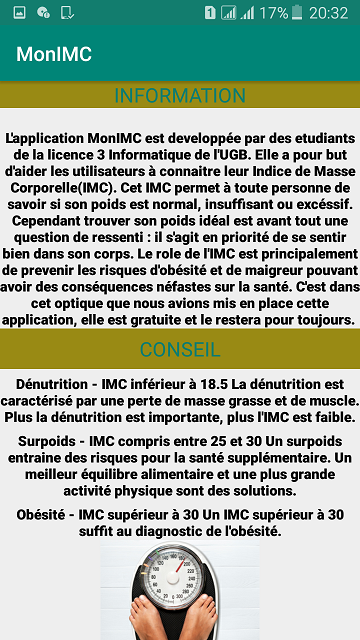 1 17% 20:32
MonIMC
INFORMATION
L'application MonIMC est developpée par des etudiants
de la licence 3 Informatique de l'UGB. Elle a pour but
d'aider les utilisateurs à connaitre leur Indice de Masse
Corporelle(IMC). Cet IMC permet à toute personne de
savoir si son poids est normal, insuffisant ou excéssif.
Cependant trouver son poids idéal est avant tout une
question de ressenti : il s'agit en priorité de se sentir
bien dans son corps. Le role de l'IMC est principalement
de prevenir les risques d'obésité et de maigreur pouvant
avoir des conséquences néfastes sur la santé. C'est dans
cet optique que nous avions mis en place cette
application, elle est gratuite et le restera pour toujours.
CONSEIL
Dénutrition - IMC inférieur à 18.5 La dénutrition est
caractérisé par une perte de masse grasse et de muscle.
Plus la dénutrition est importante, plus l'IMC est faible.
Surpoids - IMC compris entre 25 et 30 Un surpoids
entraine des risques pour la santé supplémentaire. Un
meilleur équilibre alimentaire et une plus grande
activité physique sont des solutions.
Obésité - IMC supérieur à 30 Un IMC supérieur à 30
suffit au diagnostic de l'obésité.